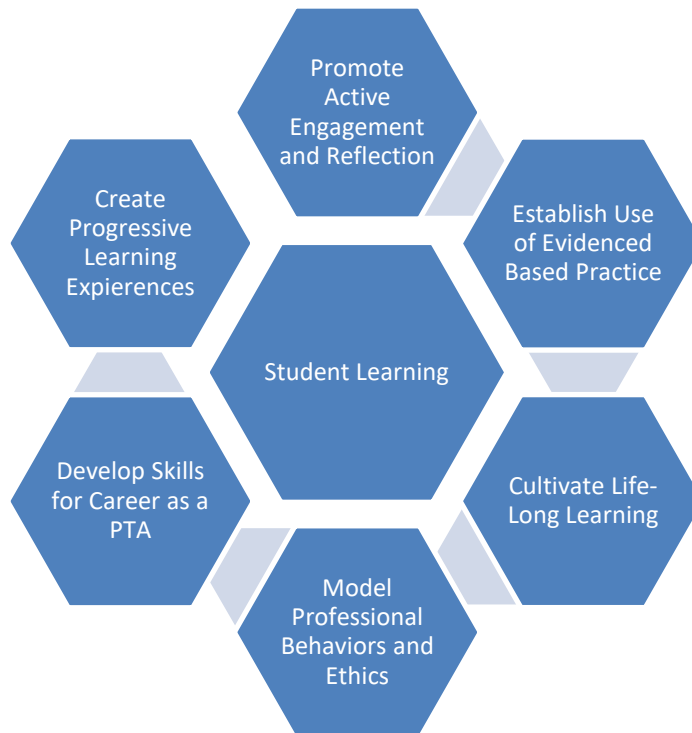 Promote
Active
Engagement
and Reflection
Establish Use
of Evidenced
Based Practice
Cultivate Life-
Long Learning
Model
Professional
Behaviors and
Ethics
Develop Skills
for Career as a
PTA
Create
Progressive
Learning
Expierences
Student Learning